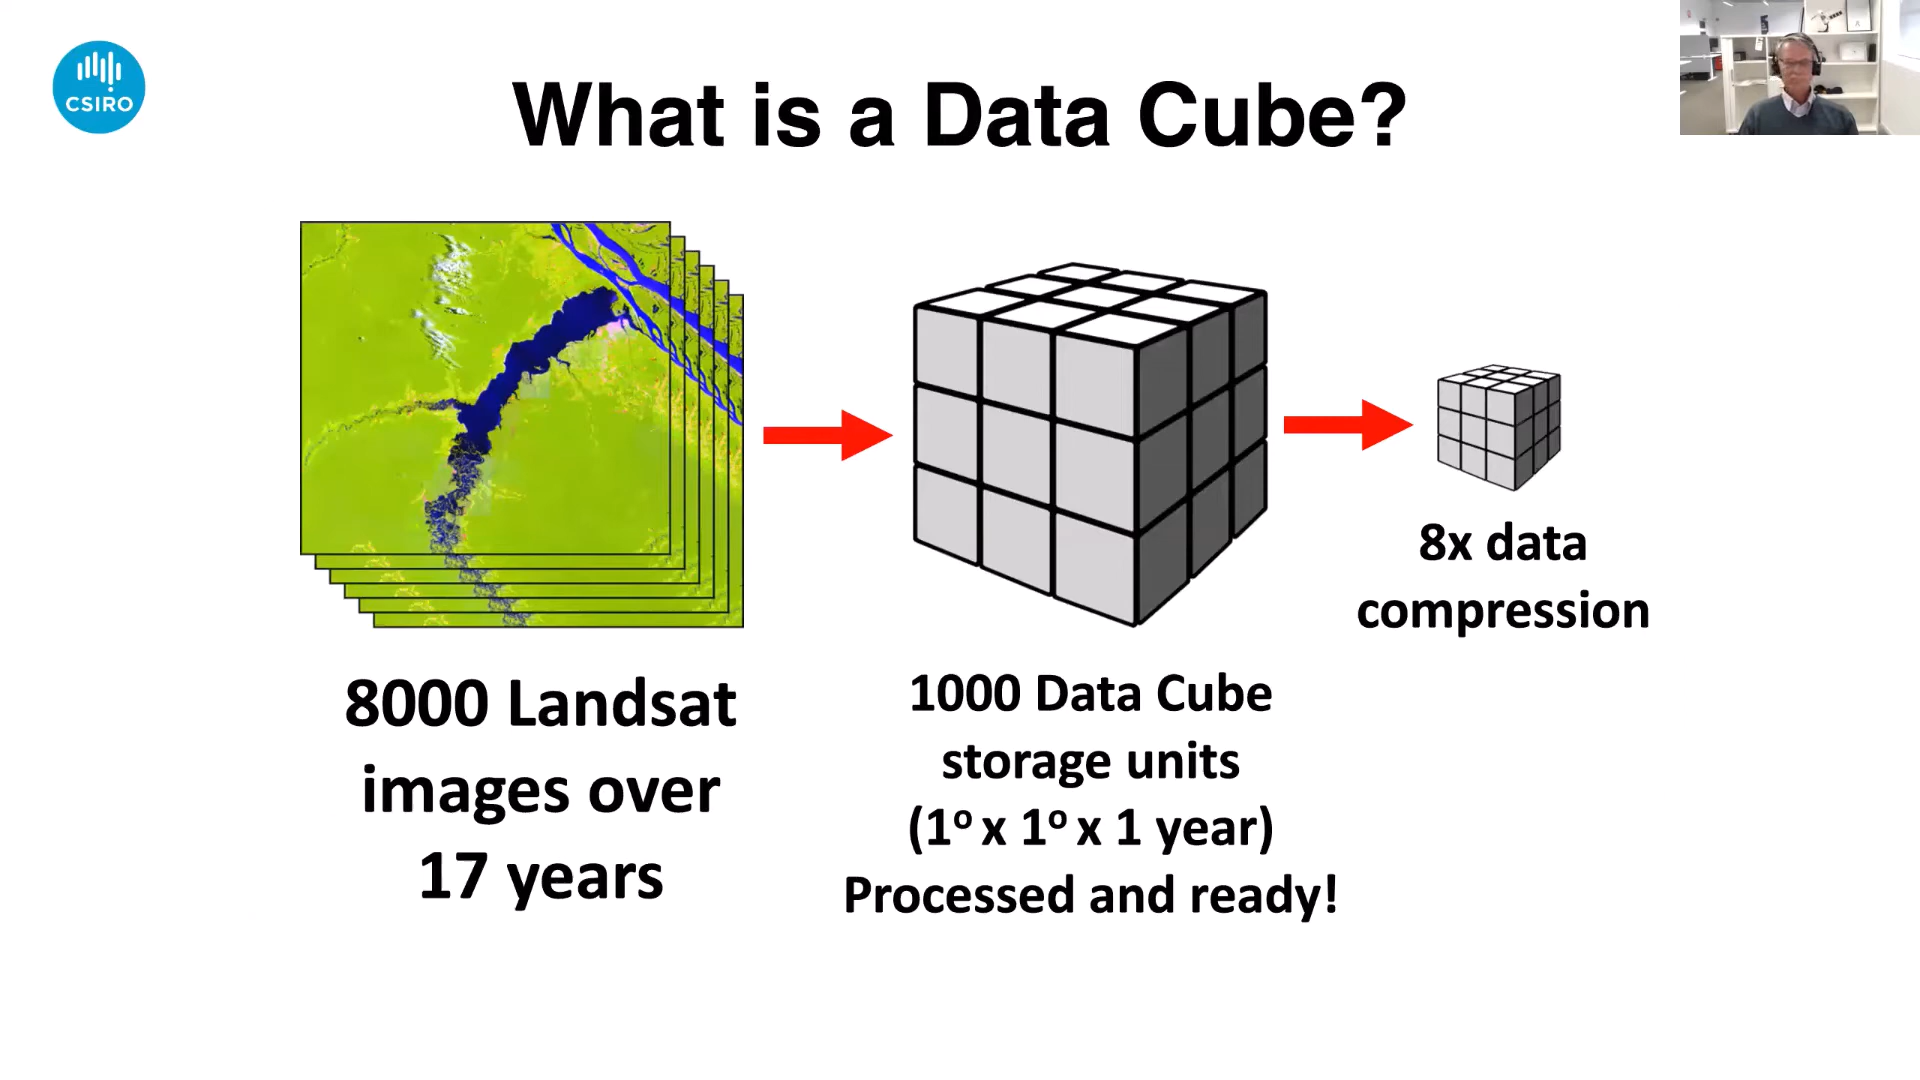 CSIRO
What is a Data Cube?
8000 Landsat
images over
17 years
1000 Data Cube
storage units
(1º x 1º x 1 year)
Processed and ready!
8x data
compression